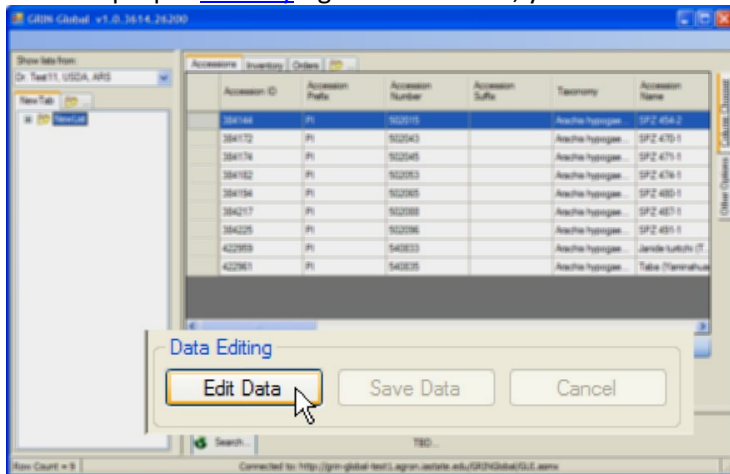 GRIN-Global v1.0.3614.26200
Show lists from:
Dr. Test11, USDA, ARS
New Tab
New List
Accessions Inventory Orders
Accession ID Accession Prefix Accession Number Accession Suffix Taxonomy Accession Name
384144 PI 502015 Arachis hypogae... SPZ 454-2
384172 PI 502043 Arachis hypogae... SPZ 470-1
384174 PI 502045 Arachis hypogae... SPZ 471-1
384182 PI 502053 Arachis hypogae... SPZ 474-1
384194 PI 502065 Arachis hypogae... SPZ 480-1
384217 PI 502088 Arachis hypogae... SPZ 487-1
384225 PI 502096 Arachis hypogae... SPZ 491-1
422959 PI 540833 Arachis hypogae...
422961 PI 540835 Arachis hypogae...
Other Options
Data Editing
Edit Data Save Data Cancel
Search... TBD...
Row Count = 9